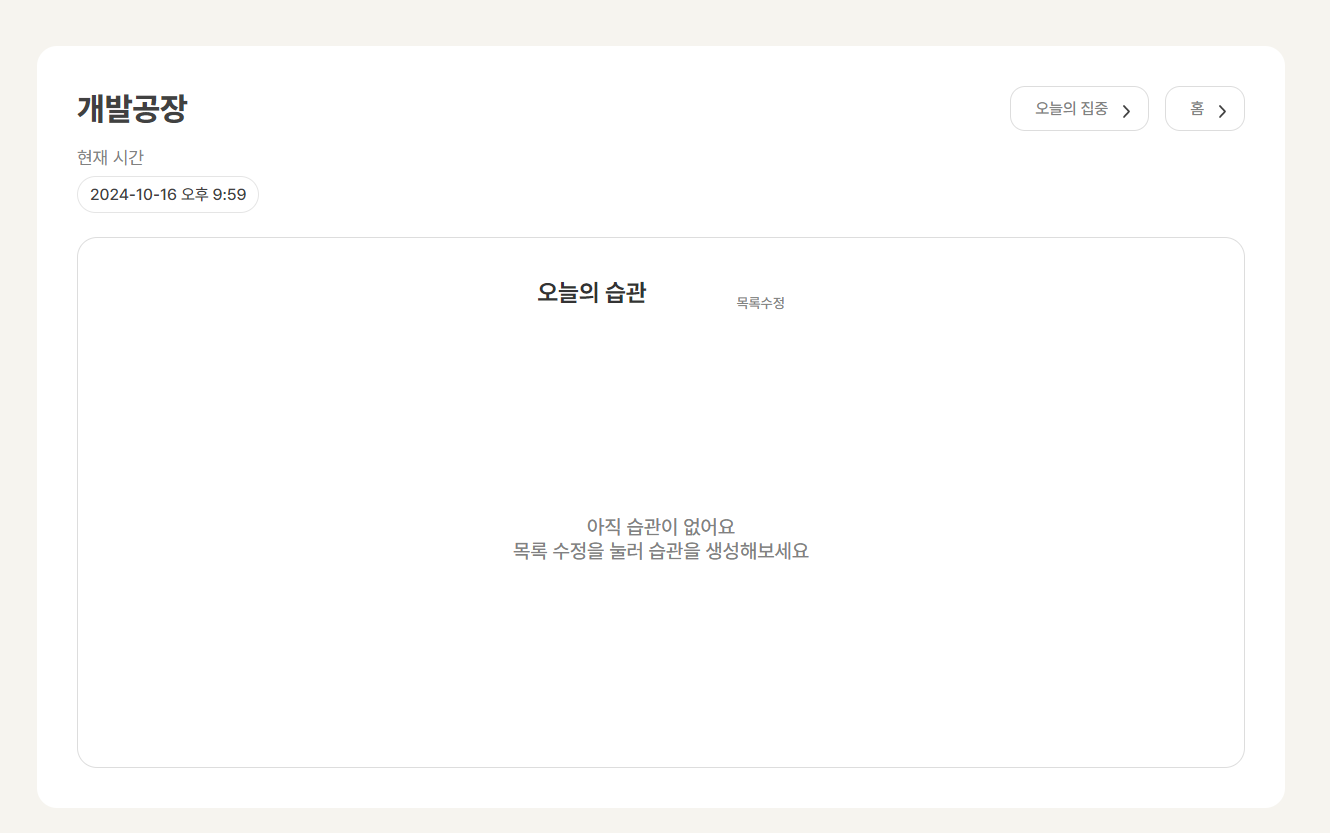 개발공장
오늘의 집중
홈
현재 시간
2024-10-16 오후 9:59
오늘의 습관
목록수정
아직 습관이 없어요
목록 수정을 눌러 습관을 생성해보세요